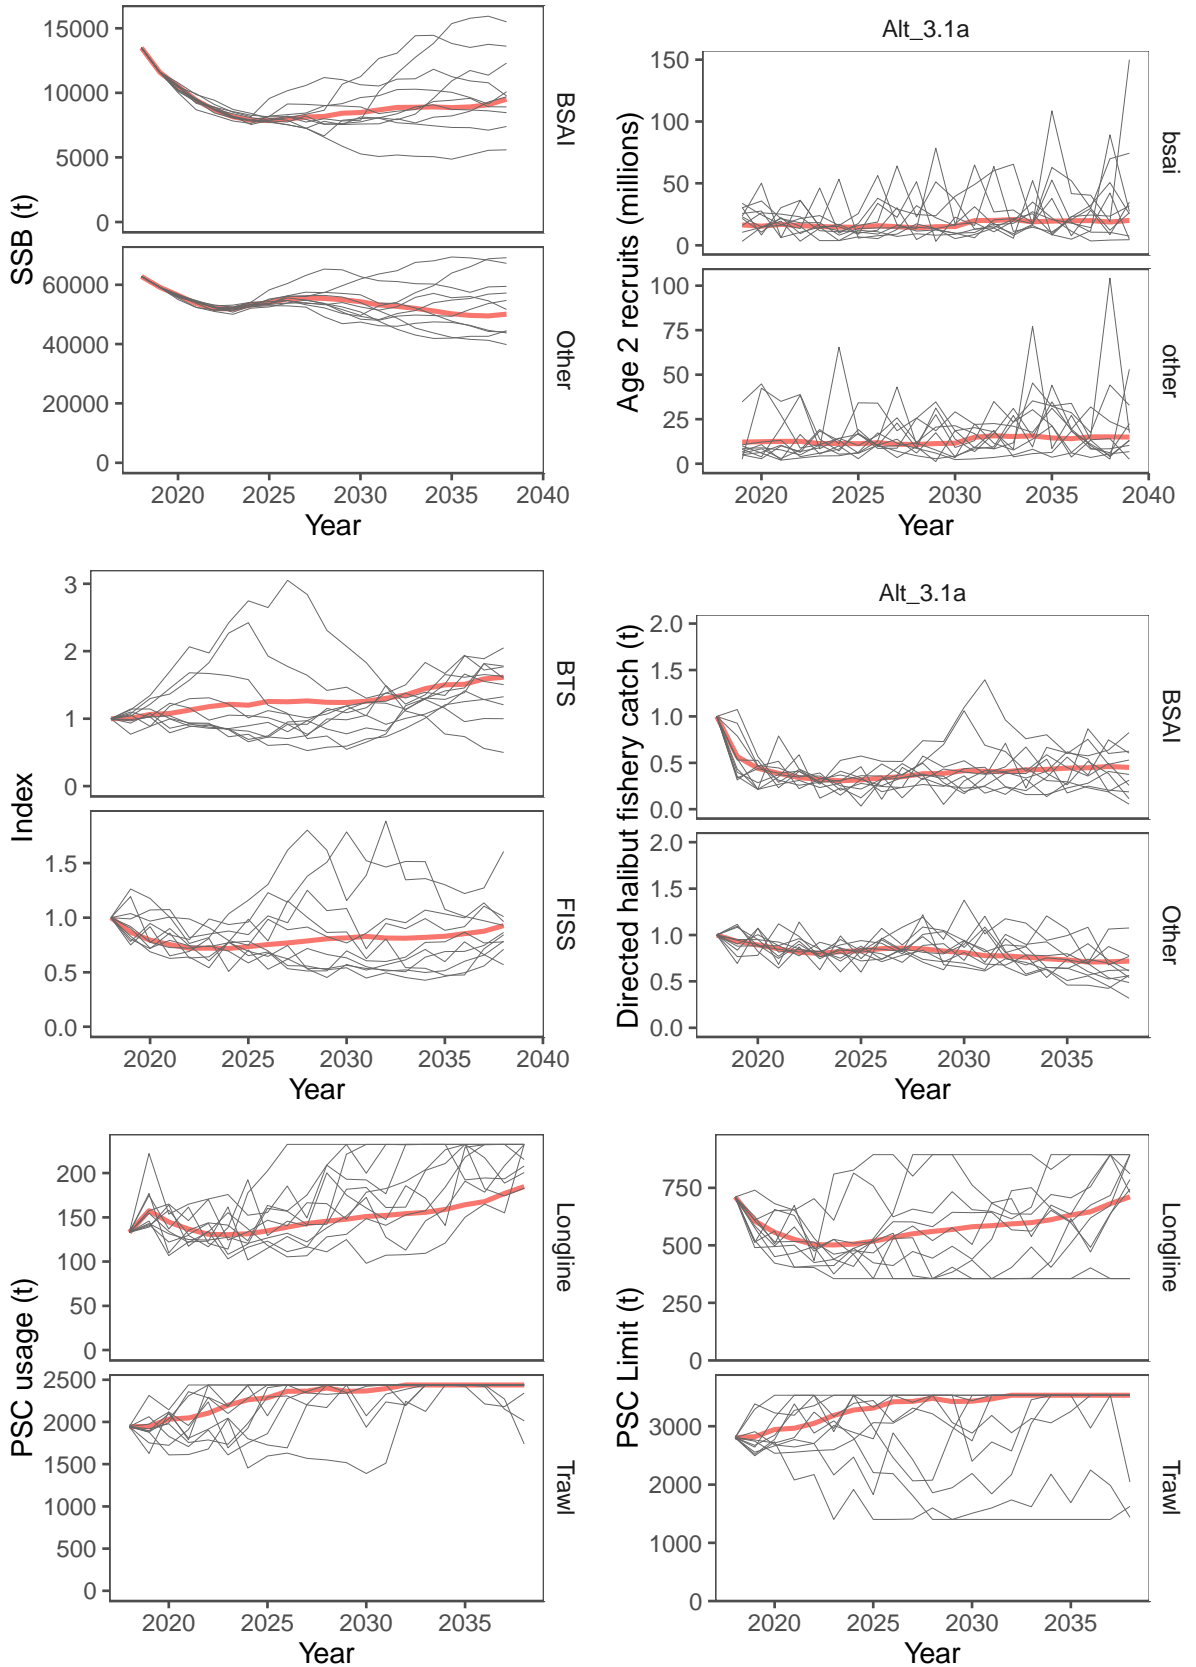 SSB (t)
15000
10000
5000
0
BSAI
60000
40000
20000
0
Other
2020 2025 2030 2035 2040
Year
Alt_3.1a
Age 2 recruits (millions)
150
100
50
0
bsai
100
75
50
25
0
other
2020 2025 2030 2035 2040
Year
Index
3
2
1
0
BTS
1.5
1.0
0.5
0.0
FISS
2020 2025 2030 2035 2040
Year
Alt_3.1a
Directed halibut fishery catch (t)
2.0
1.5
1.0
0.5
0.0
BSAI
2.0
1.5
1.0
0.5
0.0
Other
2020 2025 2030 2035
Year
PSC usage (t)
200
150
100
50
0
Longline
2500
2000
1500
1000
500
0
Trawl
2020 2025 2030 2035
Year
PSC Limit (t)
750
500
250
0
Longline
3000
2000
1000
0
Trawl
2020 2025 2030 2035
Year